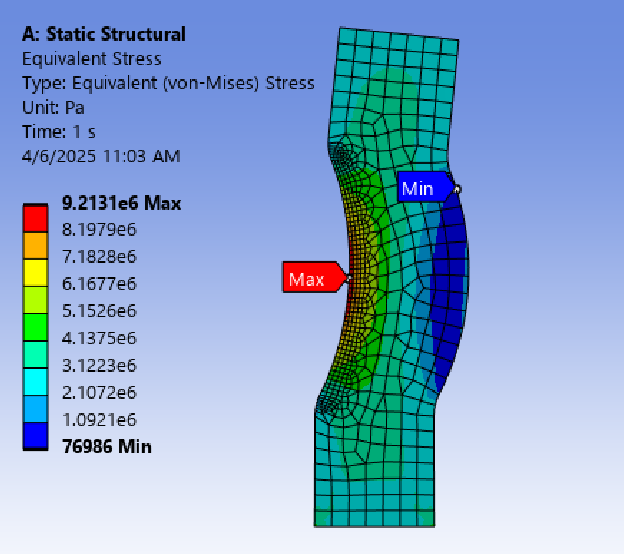 A: Static Structural
Equivalent Stress
Type: Equivalent (von-Mises) Stress
Unit: Pa
Time: 1 s
4/6/2025 11:03 AM
9.2131e6 Max
8.1979e6
7.1828e6
6.1677e6
5.1526e6
4.1375e6
3.1223e6
2.1072e6
1.0921e6
76986 Min
Min
Max